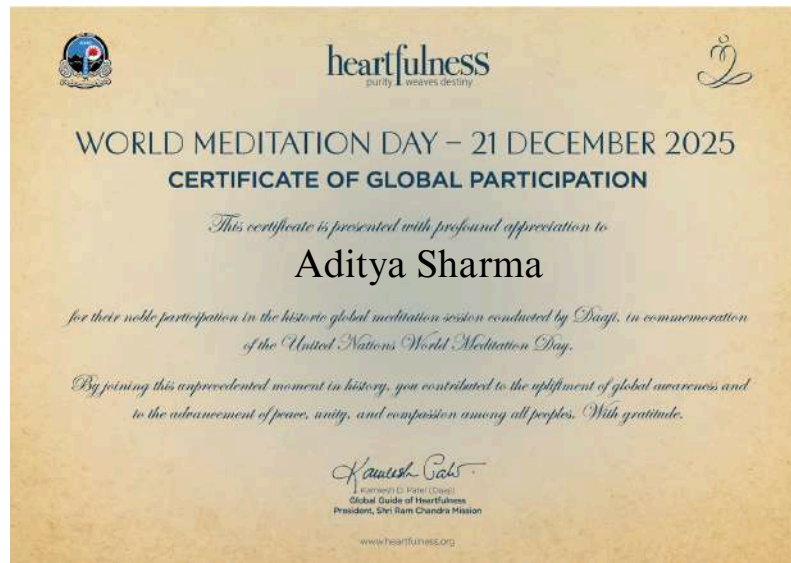 heartfulness
purity weaves destiny
WORLD MEDITATION DAY – 21 DECEMBER 2025
CERTIFICATE OF GLOBAL PARTICIPATION
This certificate is presented with profound appreciation to
Aditya Sharma
for their noble participation in the historic global meditation session conducted by Daaji, in commemoration
of the United Nations World Meditation Day.
By joining this unprecedented moment in history, you contributed to the upliftment of global awareness and
to the advancement of peace, unity, and compassion among all peoples. With gratitude.
Kamlesh D. Patel (Daaji)
Global Guide of Heartfulness
President, Shri Ram Chandra Mission
www.heartfulness.org